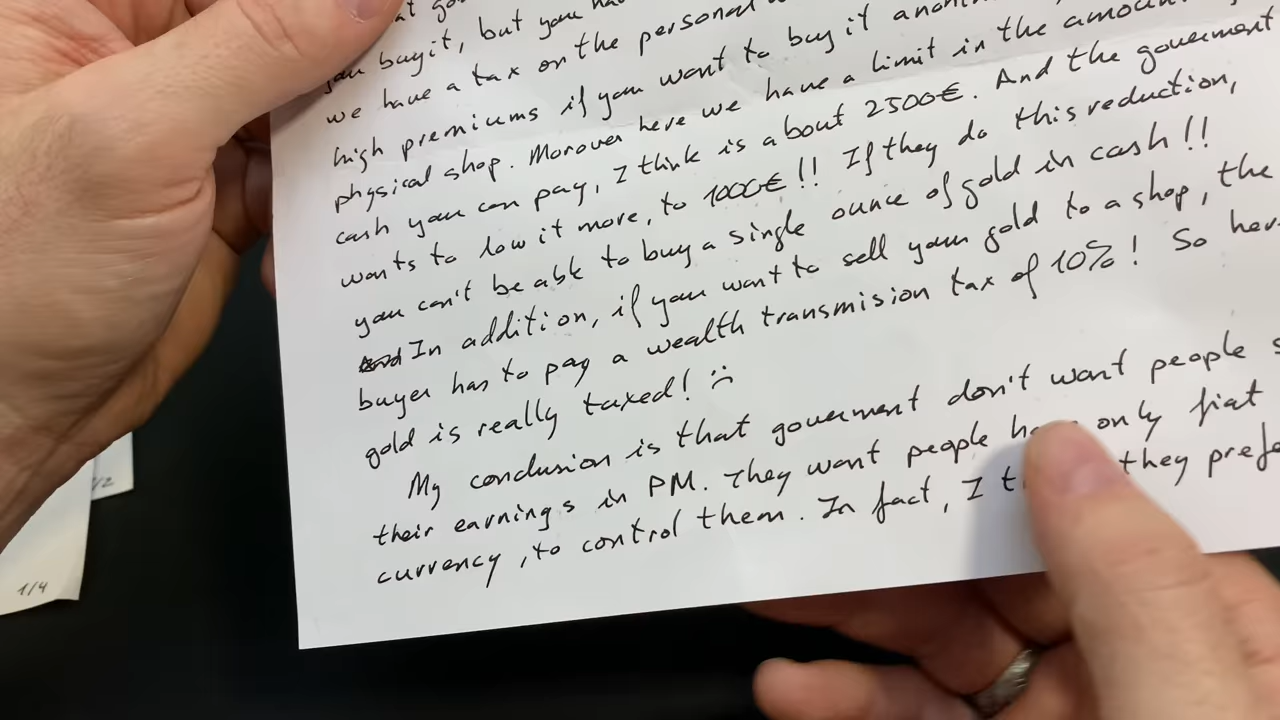 you buy it, but you
we have a tax on the personal
high premiums if you want to buy it
physical shop. Morover here we have a limit in the amount
cash you can pay, I think is about 2500€. And the gouerment
wants to low it more, to 1000€!! If they do this reduction,
you can't be able to buy a single ounce of gold in cash!!
In addition, if you want to sell your gold to a shop, the
buyer has to pay a wealth transmision tax of 10%! So
gold is really taxed! :(
My conclusion is that gouerment don't want people
their earnings in PM. They want people only fiat
currency, to control them. In fact, I they
1/4